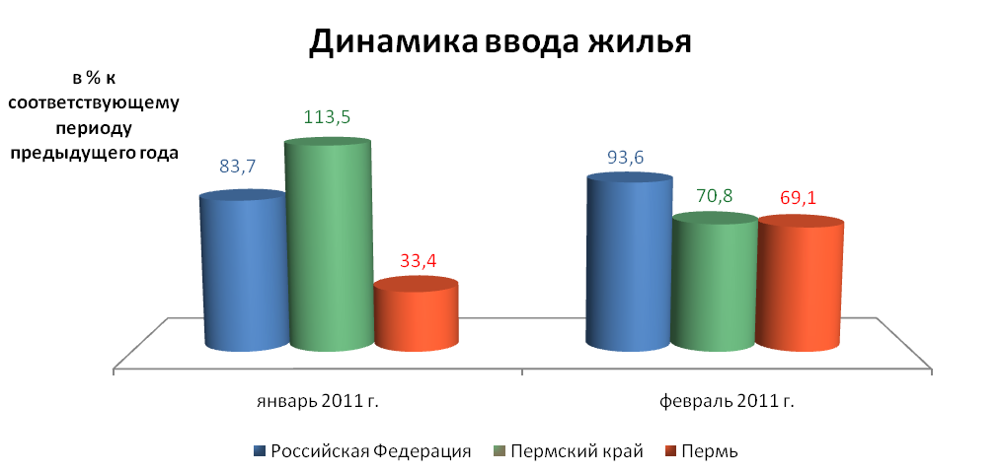 Динамика ввода жилья
в % к
соответствующему
периоду
предыдущего года
83,7
113,5
33,4
93,6
70,8
69,1
январь 2011 г.
февраль 2011 г.
Российская Федерация
Пермский край
Пермь